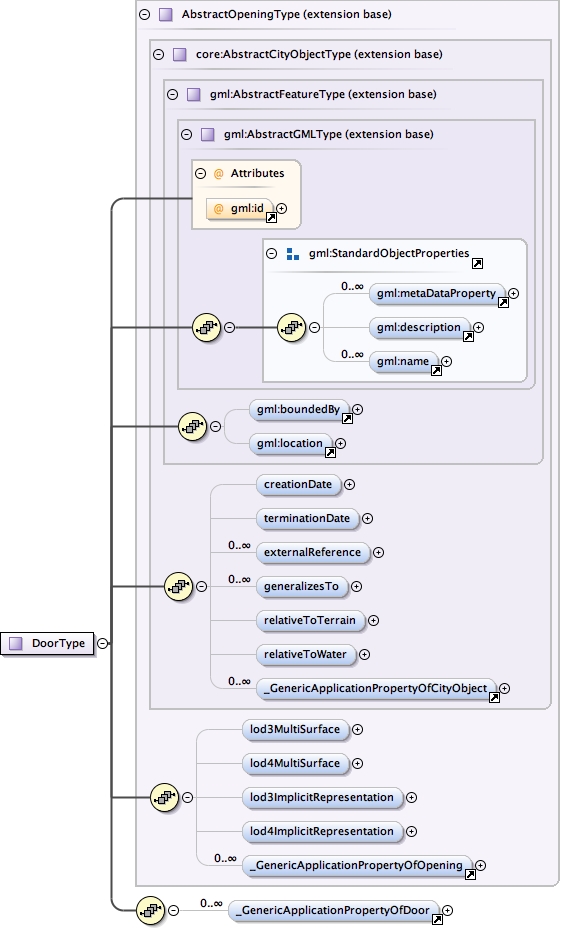 AbstractOpeningType (extension base)
core:AbstractCityObjectType (extension base)
gml:AbstractFeatureType (extension base)
gml:AbstractGMLType (extension base)
@ Attributes
@ gml:id
gml:StandardObjectProperties
0..∞ gml:metaDataProperty
gml:description
0..∞ gml:name
gml:boundedBy
gml:location
creationDate
terminationDate
0..∞ externalReference
0..∞ generalizesTo
relativeToTerrain
DoorType
relativeToWater
0..∞ _GenericApplicationPropertyOfCityObject
lod3MultiSurface
lod4MultiSurface
lod3ImplicitRepresentation
lod4ImplicitRepresentation
0..∞ _GenericApplicationPropertyOfOpening
0..∞ _GenericApplicationPropertyOfDoor